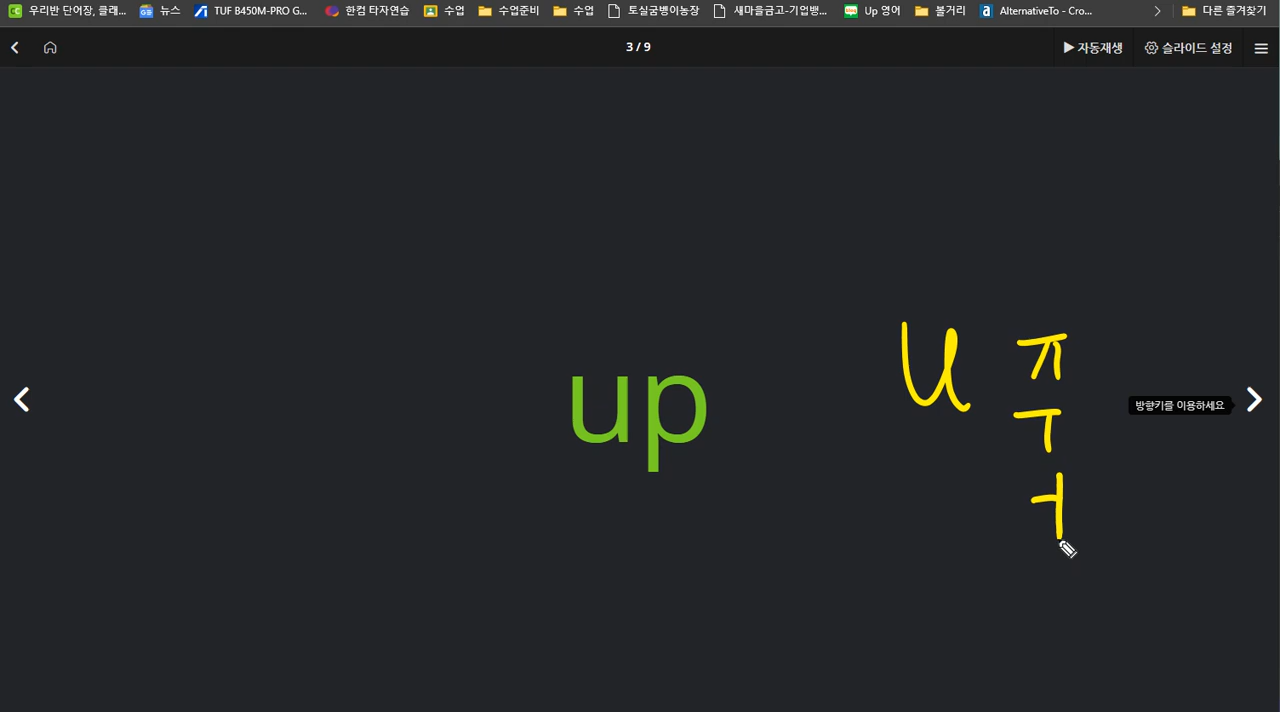 우리반 단어장, 클래... 뉴스 TUF B450M-PRO G... 한컴 타자연습 수업 수업준비 수업 토실굼벵이농장 새마을금고-기업뱅... Up 영어 볼거리 AlternativeTo - Cro... 다른 즐겨찾기
3 / 9 자동재생 슬라이드 설정
up
방향키를 이용하세요
u ㅠ
ㅜ
ㅓ